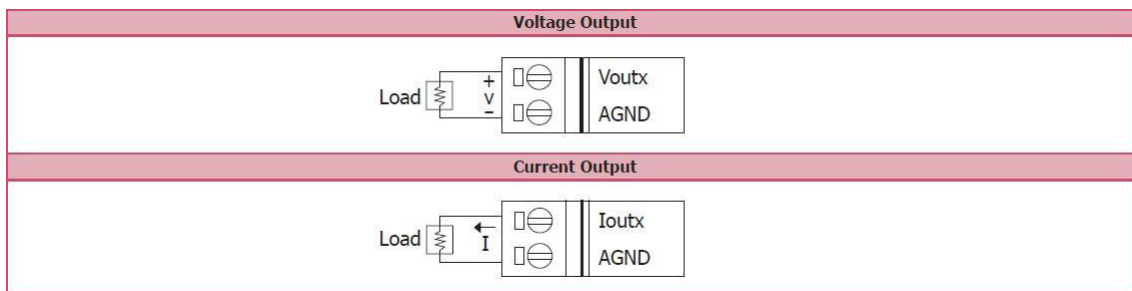 Voltage Output
Load
+
V
-
Voutx
AGND
Current Output
Load
I
Ioutx
AGND